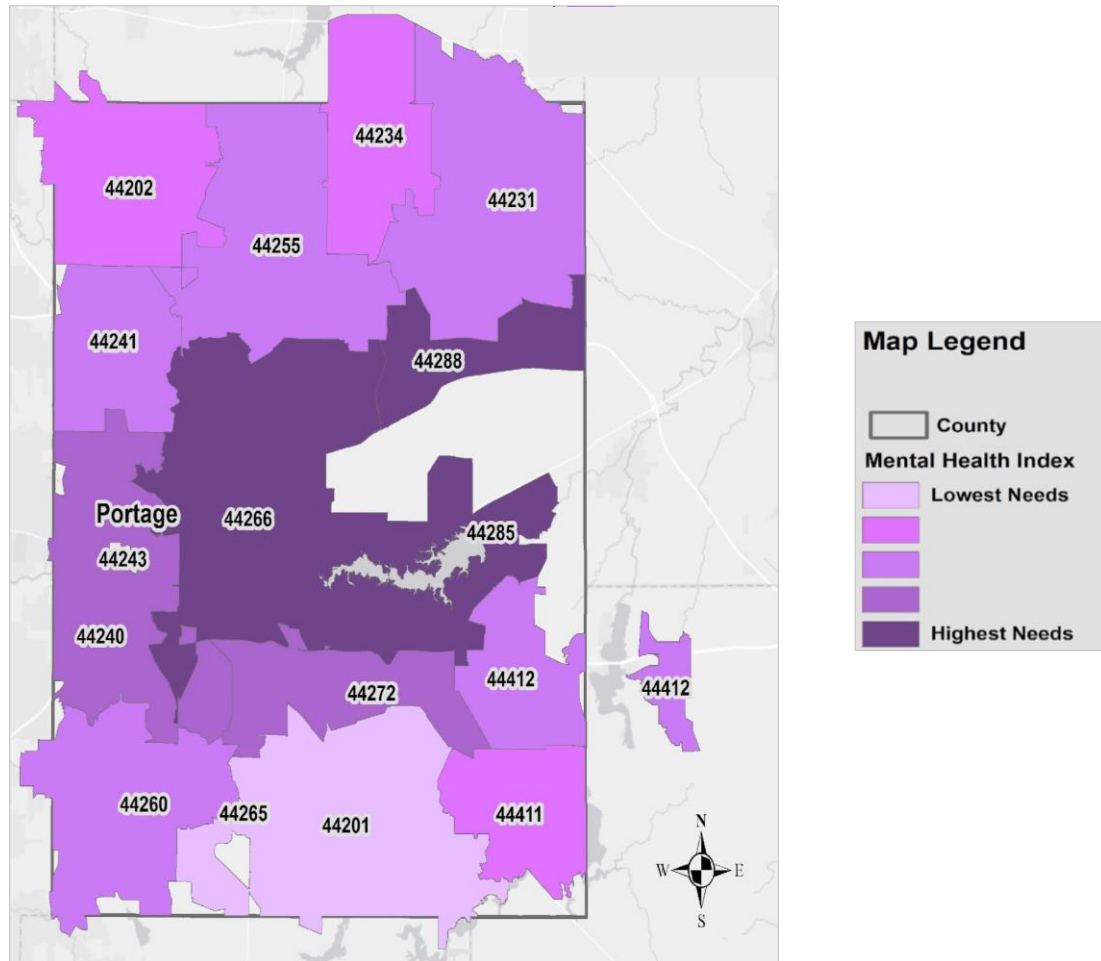 44234
44202
44231
44255
44241
44288
Portage
44266
44285
44243
44240
44412
44272
44412
44260
44265
44201
44411
N
W
E
S
Map Legend
County
Mental Health Index
Lowest Needs
Highest Needs